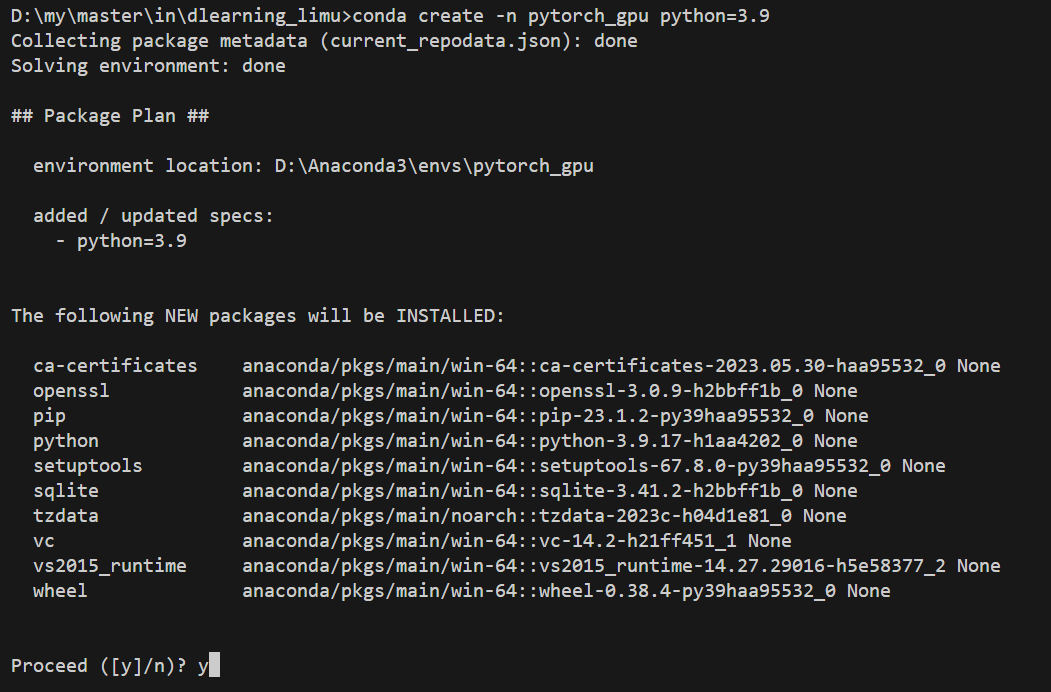 D:\my\master\in\dlearning_limu>conda create -n pytorch_gpu python=3.9
Collecting package metadata (current_repodata.json): done
Solving environment: done
## Package Plan ##
environment location: D:\Anaconda3\envs\pytorch_gpu
added / updated specs:
- python=3.9
The following NEW packages will be INSTALLED:
ca-certificates anaconda/pkgs/main/win-64::ca-certificates-2023.05.30-haa95532_0 None
openssl anaconda/pkgs/main/win-64::openssl-3.0.9-h2bbff1b_0 None
pip anaconda/pkgs/main/win-64::pip-23.1.2-py39haa95532_0 None
python anaconda/pkgs/main/win-64::python-3.9.17-h1aa4202_0 None
setuptools anaconda/pkgs/main/win-64::setuptools-67.8.0-py39haa95532_0 None
sqlite anaconda/pkgs/main/win-64::sqlite-3.41.2-h2bbff1b_0 None
tzdata anaconda/pkgs/main/noarch::tzdata-2023c-h04d1e81_0 None
vc anaconda/pkgs/main/win-64::vc-14.2-h21ff451_1 None
vs2015_runtime anaconda/pkgs/main/win-64::vs2015_runtime-14.27.29016-h5e58377_2 None
wheel anaconda/pkgs/main/win-64::wheel-0.38.4-py39haa95532_0 None
Proceed ([y]/n)? y